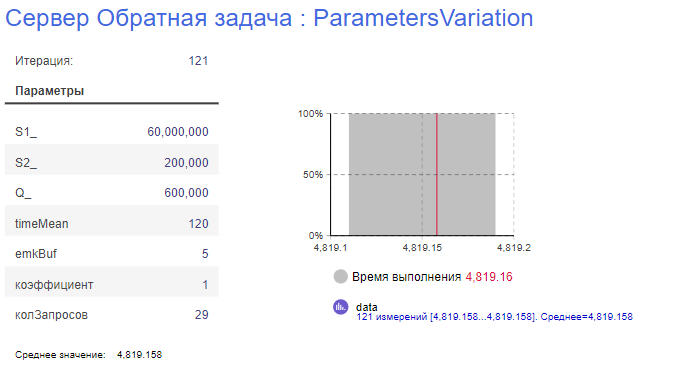 Сервер Обратная задача : ParametersVariation
Итерация: 121
Параметры
S1_ 60,000,000
S2_ 200,000
Q_ 600,000
timeMean 120
emkBuf 5
коэффициент 1
колЗапросов 29
Среднее значение: 4,819.158
100%
50%
0%
4,819.1 4,819.15 4,819.2
Время выполнения 4,819.16
data
121 измерений [4,819.158...4,819.158]. Среднее=4,819.158